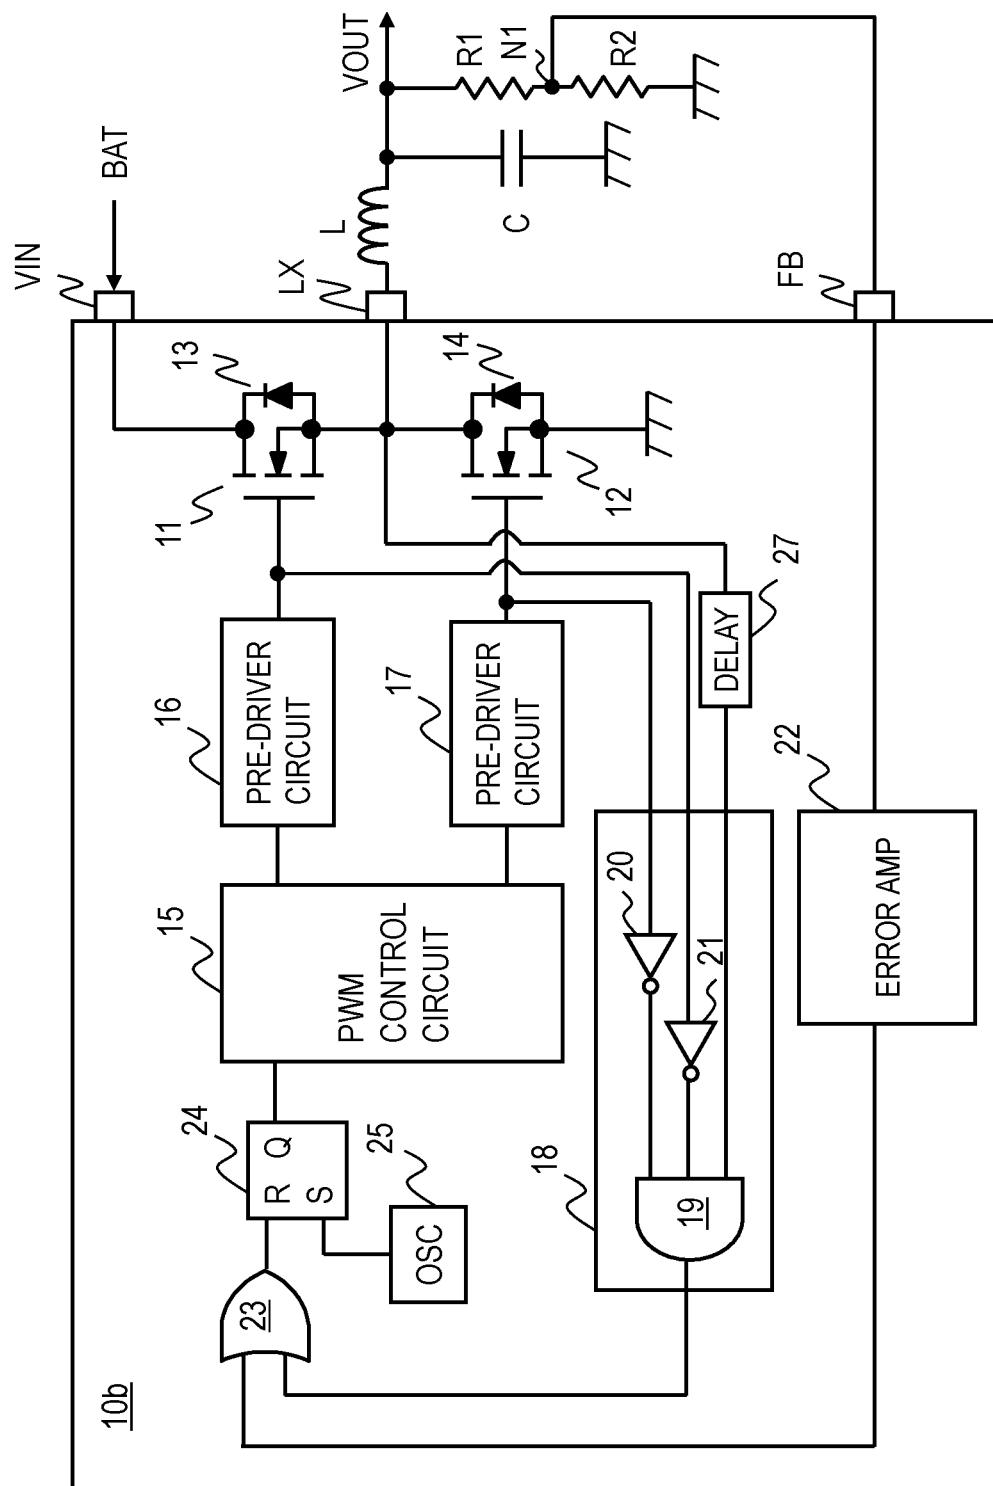 10b
VIN
BAT
VOUT
LX
L
C
R1
N1
R2
FB
11
13
12
14
16
PRE-DRIVER
CIRCUIT
17
PRE-DRIVER
CIRCUIT
15
PWM
CONTROL
CIRCUIT
24
R Q
S
25
OSC
23
18
19
20
21
27
DELAY
22
ERROR AMP